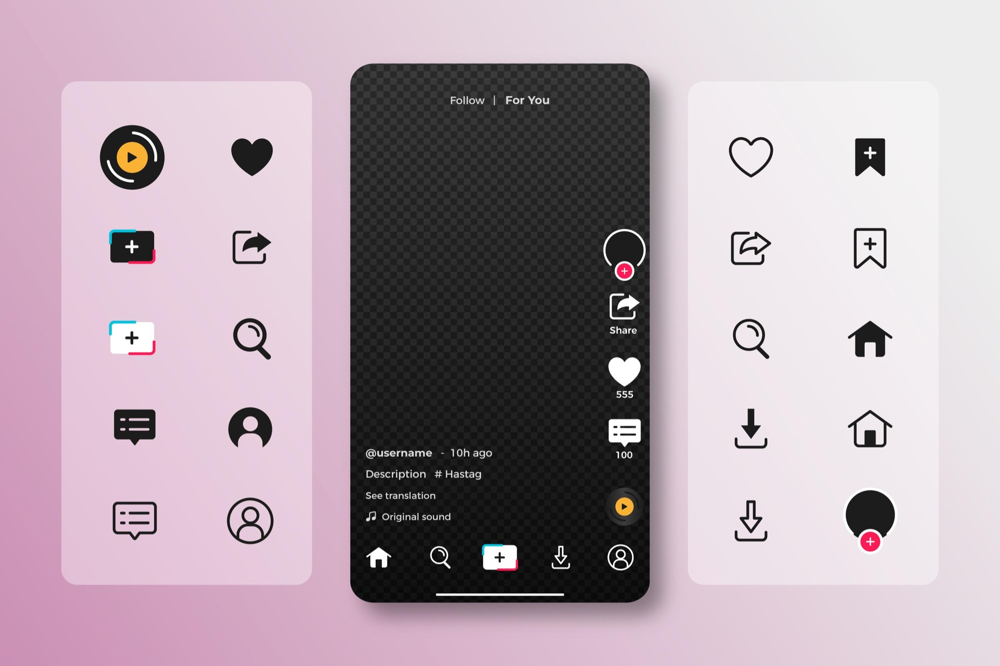 Follow | For You
Share
555
100
@username - 10h ago
Description # Hastag
See translation
Original sound